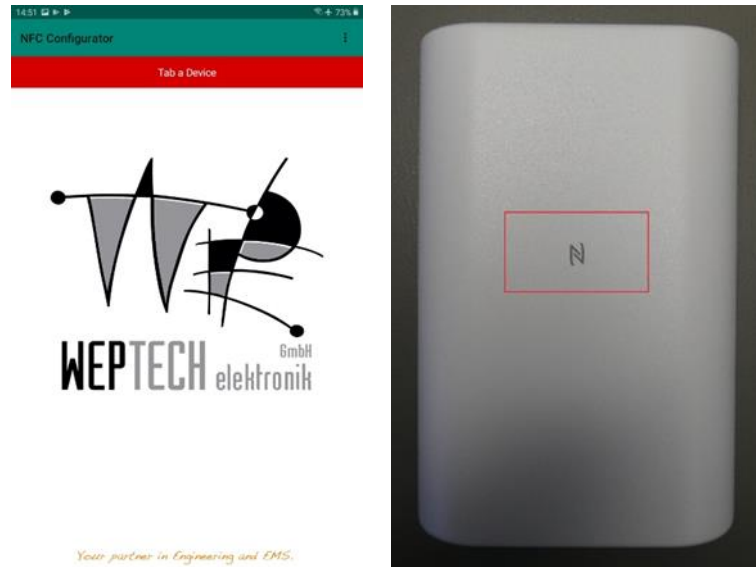 14:51
73%
NFC Configurator
Tab a Device
WEPTECH
GmbH
elektronik
Your partner in Engineering and EMS.